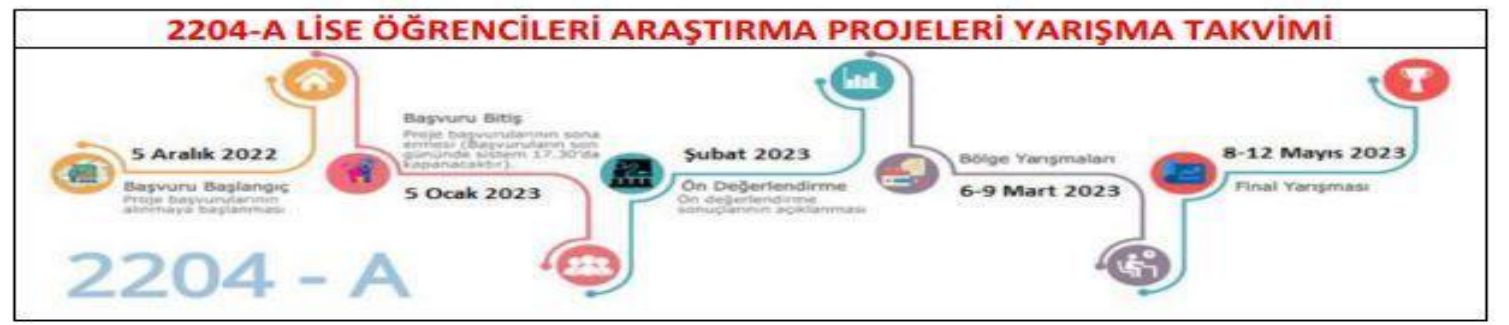 2204-A LİSE ÖĞRENCİLERİ ARAŞTIRMA PROJELERİ YARIŞMA TAKVİMİ
5 Aralık 2022
Başvuru Başlangıç
Proje başvurularının
alınmaya başlanması
Başvuru Bitiş
Proje başvurularının sona
ermesi (Başvuruların son
gününde sistem 17.30'da
kapanacaktır).
5 Ocak 2023
Şubat 2023
Ön Değerlendirme
Ön değerlendirme
sonuçlarının açıklanması
Bölge Yarışmaları
6-9 Mart 2023
8-12 Mayıs 2023
Final Yarışması
2204 - A